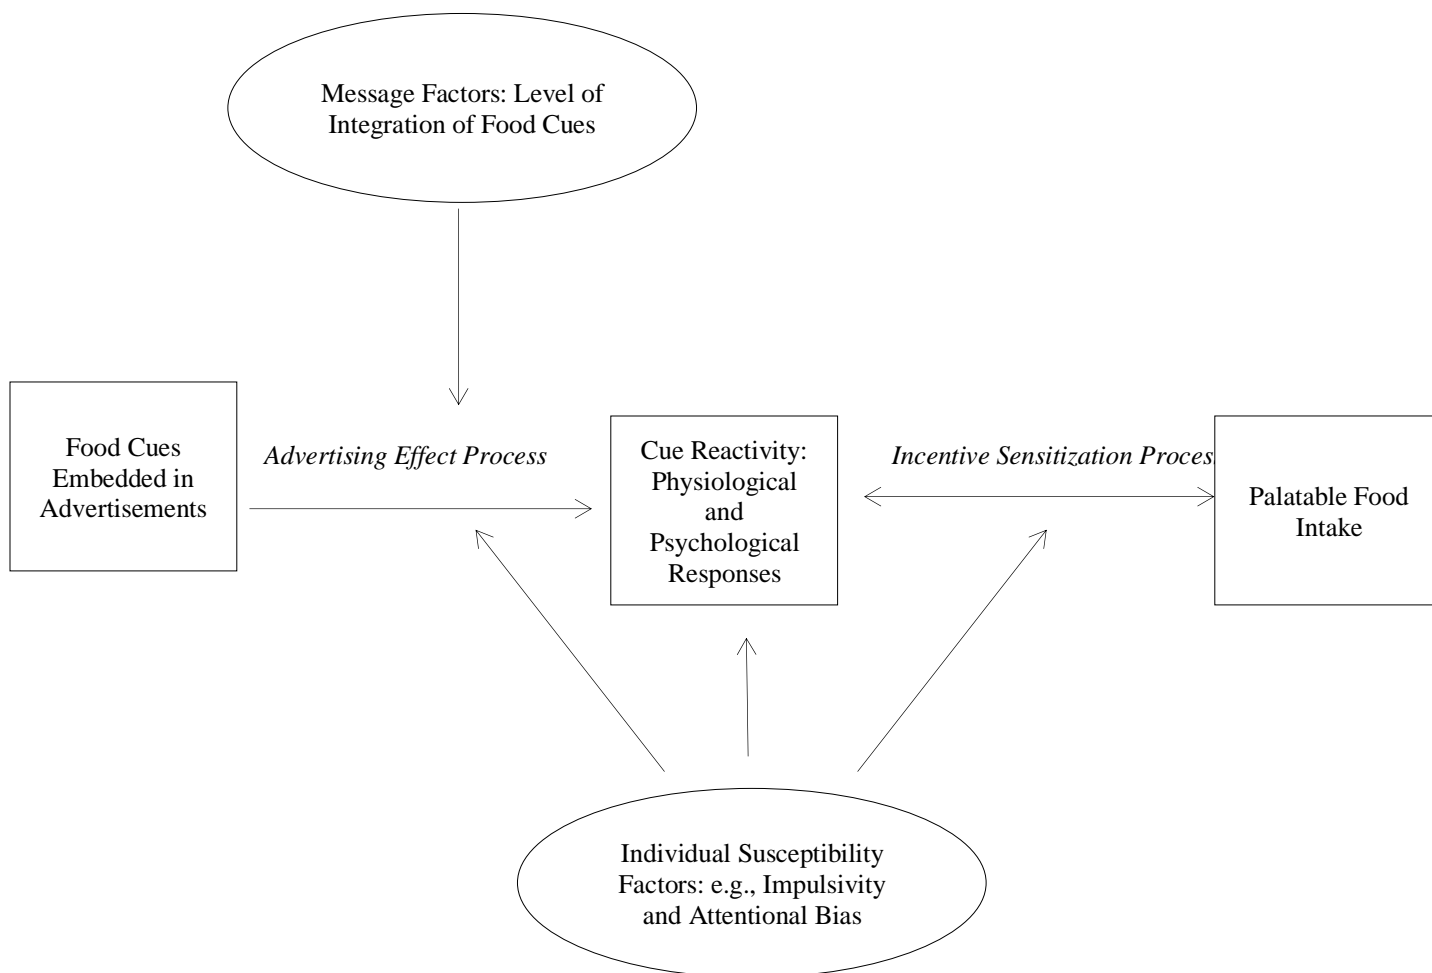 Message Factors: Level of
Integration of Food Cues
Food Cues
Embedded in
Advertisements
Advertising Effect Process
Cue Reactivity:
Physiological
and
Psychological
Responses
Incentive Sensitization Proces
Palatable Food
Intake
Individual Susceptibility
Factors: e.g., Impulsivity
and Attentional Bias